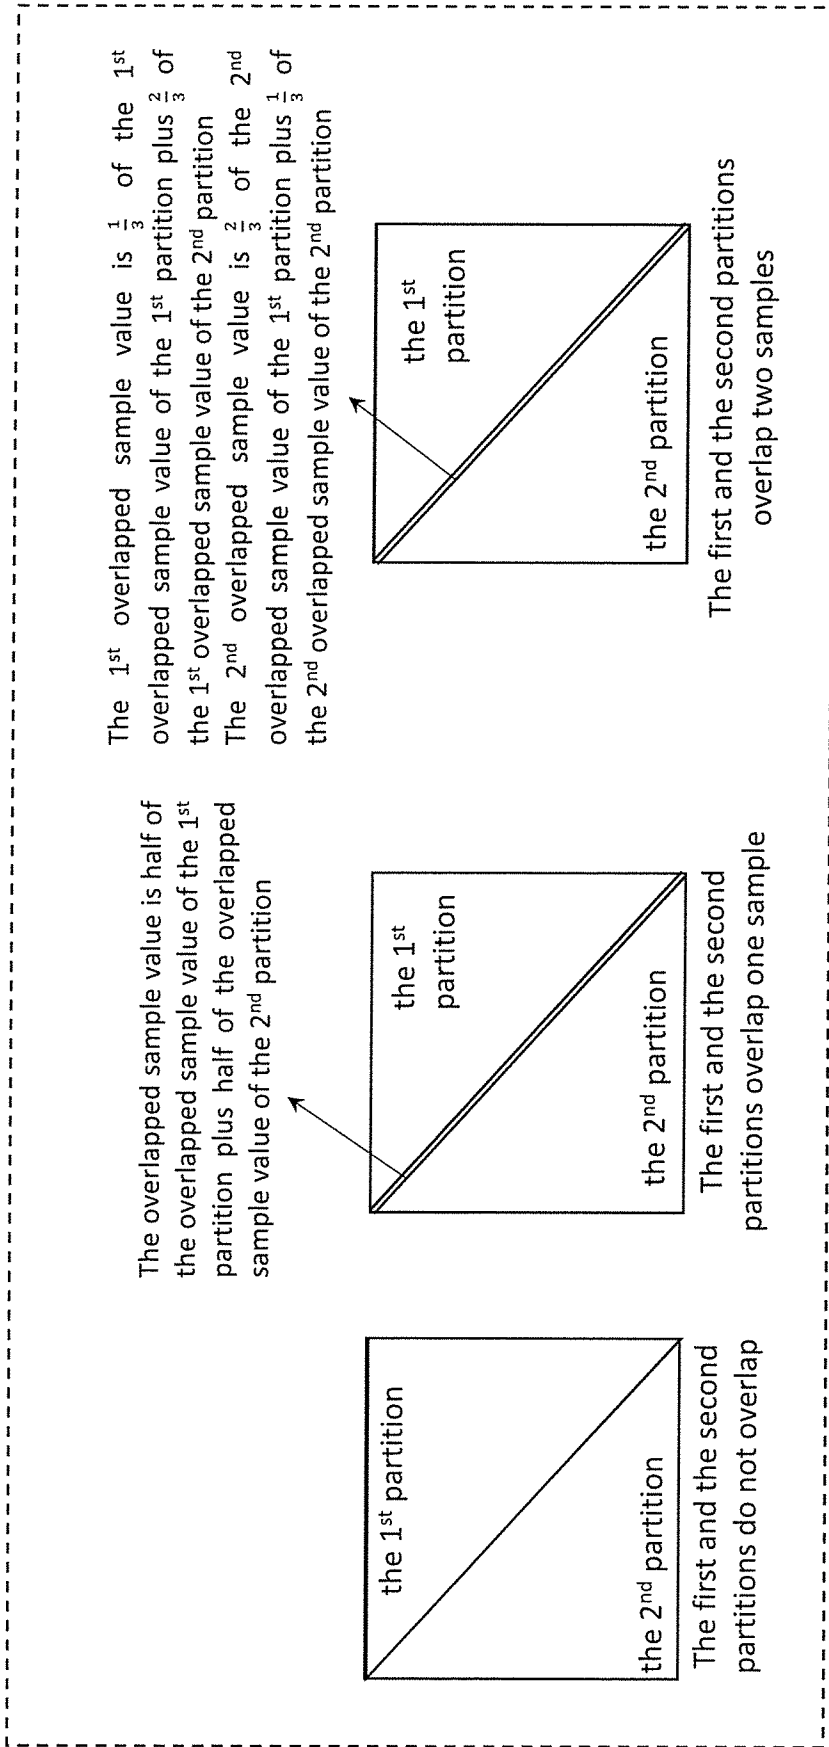 the 1st partition
the 2nd partition
The first and the second
partitions do not overlap
The overlapped sample value is half of
the overlapped sample value of the 1st
partition plus half of the overlapped
sample value of the 2nd partition
the 1st
partition
the 2nd partition
The first and the second
partitions overlap one sample
The 1st overlapped sample value is 1/3 of the 1st
overlapped sample value of the 1st partition plus 2/3 of
the 1st overlapped sample value of the 2nd partition
The 2nd overlapped sample value is 2/3 of the 2nd
overlapped sample value of the 1st partition plus 1/3 of
the 2nd overlapped sample value of the 2nd partition
the 1st
partition
the 2nd partition
The first and the second partitions
overlap two samples